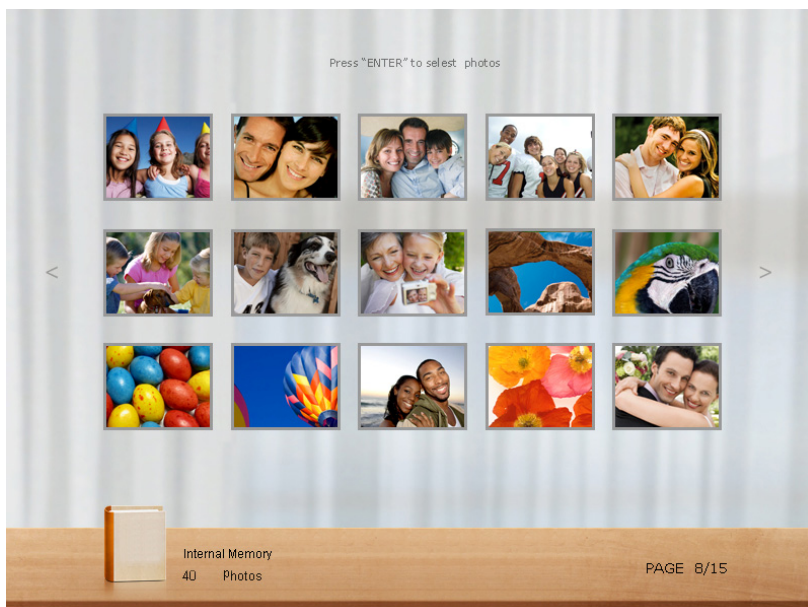 Press "ENTER" to selest photos
<
>
Internal Memory
40 Photos
PAGE 8/15